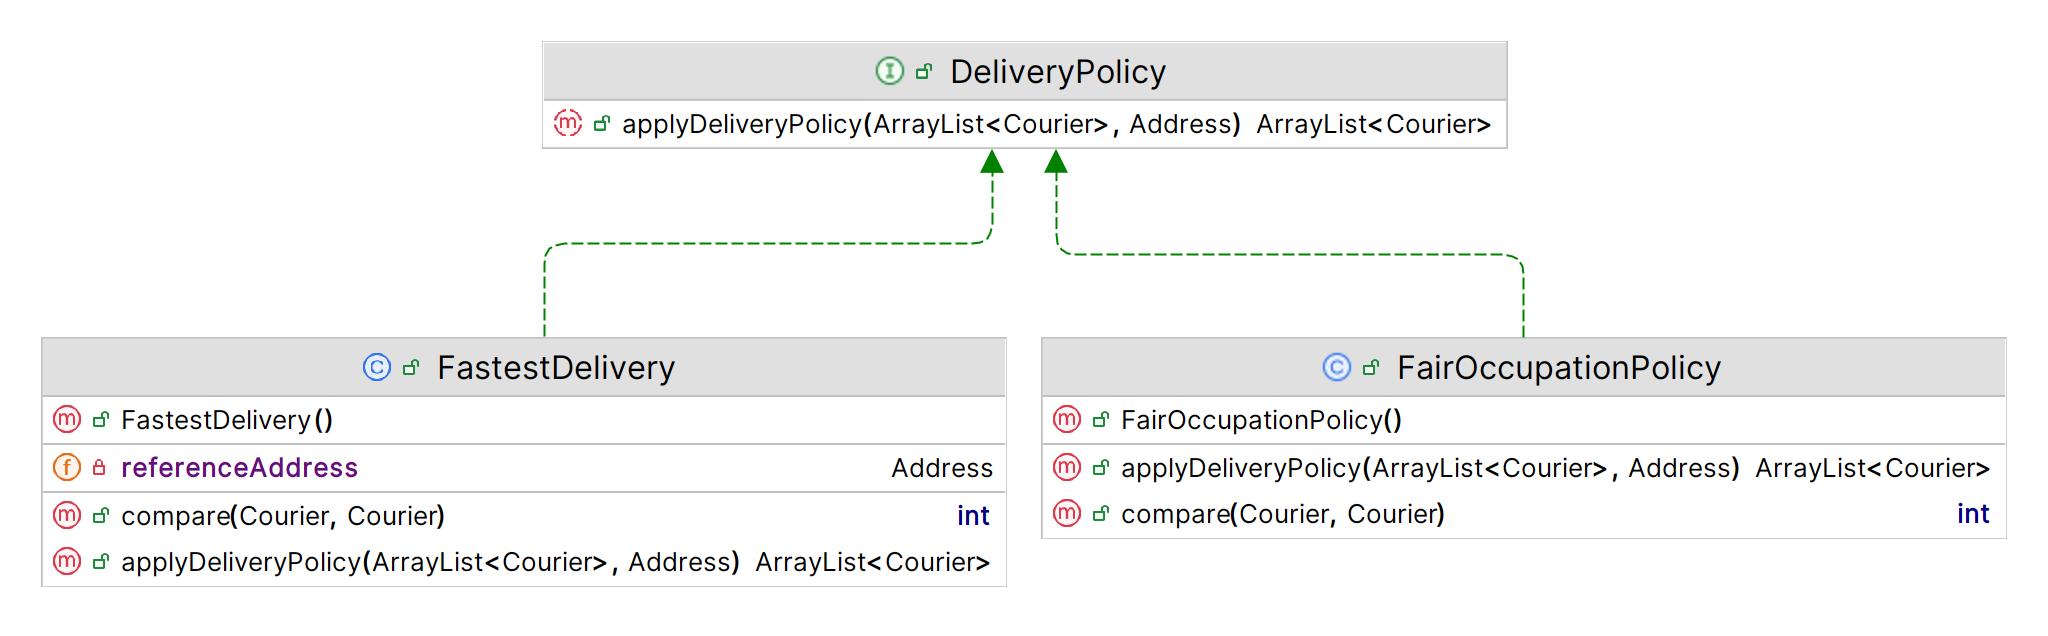 I DeliveryPolicy
m applyDeliveryPolicy(ArrayList<Courier>, Address) ArrayList<Courier>
C FastestDelivery
m FastestDelivery()
f referenceAddress Address
m compare(Courier, Courier) int
m applyDeliveryPolicy(ArrayList<Courier>, Address) ArrayList<Courier>
C FairOccupationPolicy
m FairOccupationPolicy()
m applyDeliveryPolicy(ArrayList<Courier>, Address) ArrayList<Courier>
m compare(Courier, Courier) int